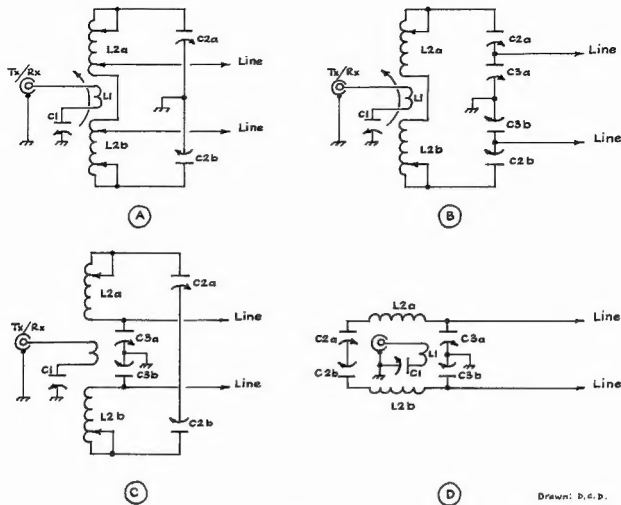 Tx/Rx
L1
C1
L2a
L2b
C2a
C2b
Line
Line
A
Tx/Rx
L1
C1
L2a
L2b
C2a
C3a
C3b
C2b
Line
Line
B
Tx/Rx
C1
L2a
L2b
C2a
C3a
C3b
C2b
Line
Line
C
L2a
C2a
C2b
L1
C1
C3a
C3b
L2b
Line
Line
D
Drawn: D.C.D.